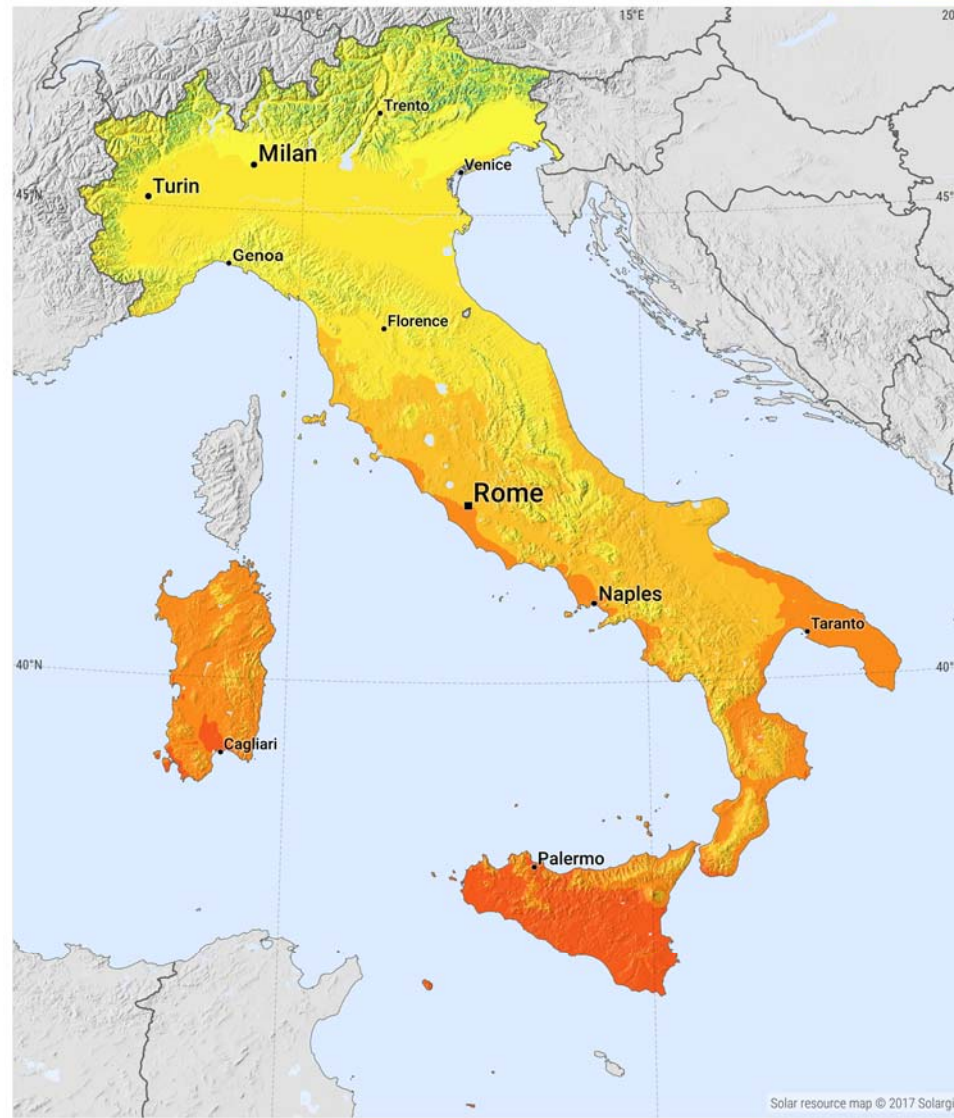 10°E
15°E
20
Trento
Milan
Venice
Turin
45°N
45°
Genoa
Florence
Rome
Naples
Taranto
40°N
40°
Cagliari
Palermo
Solar resource map © 2017 Solargi